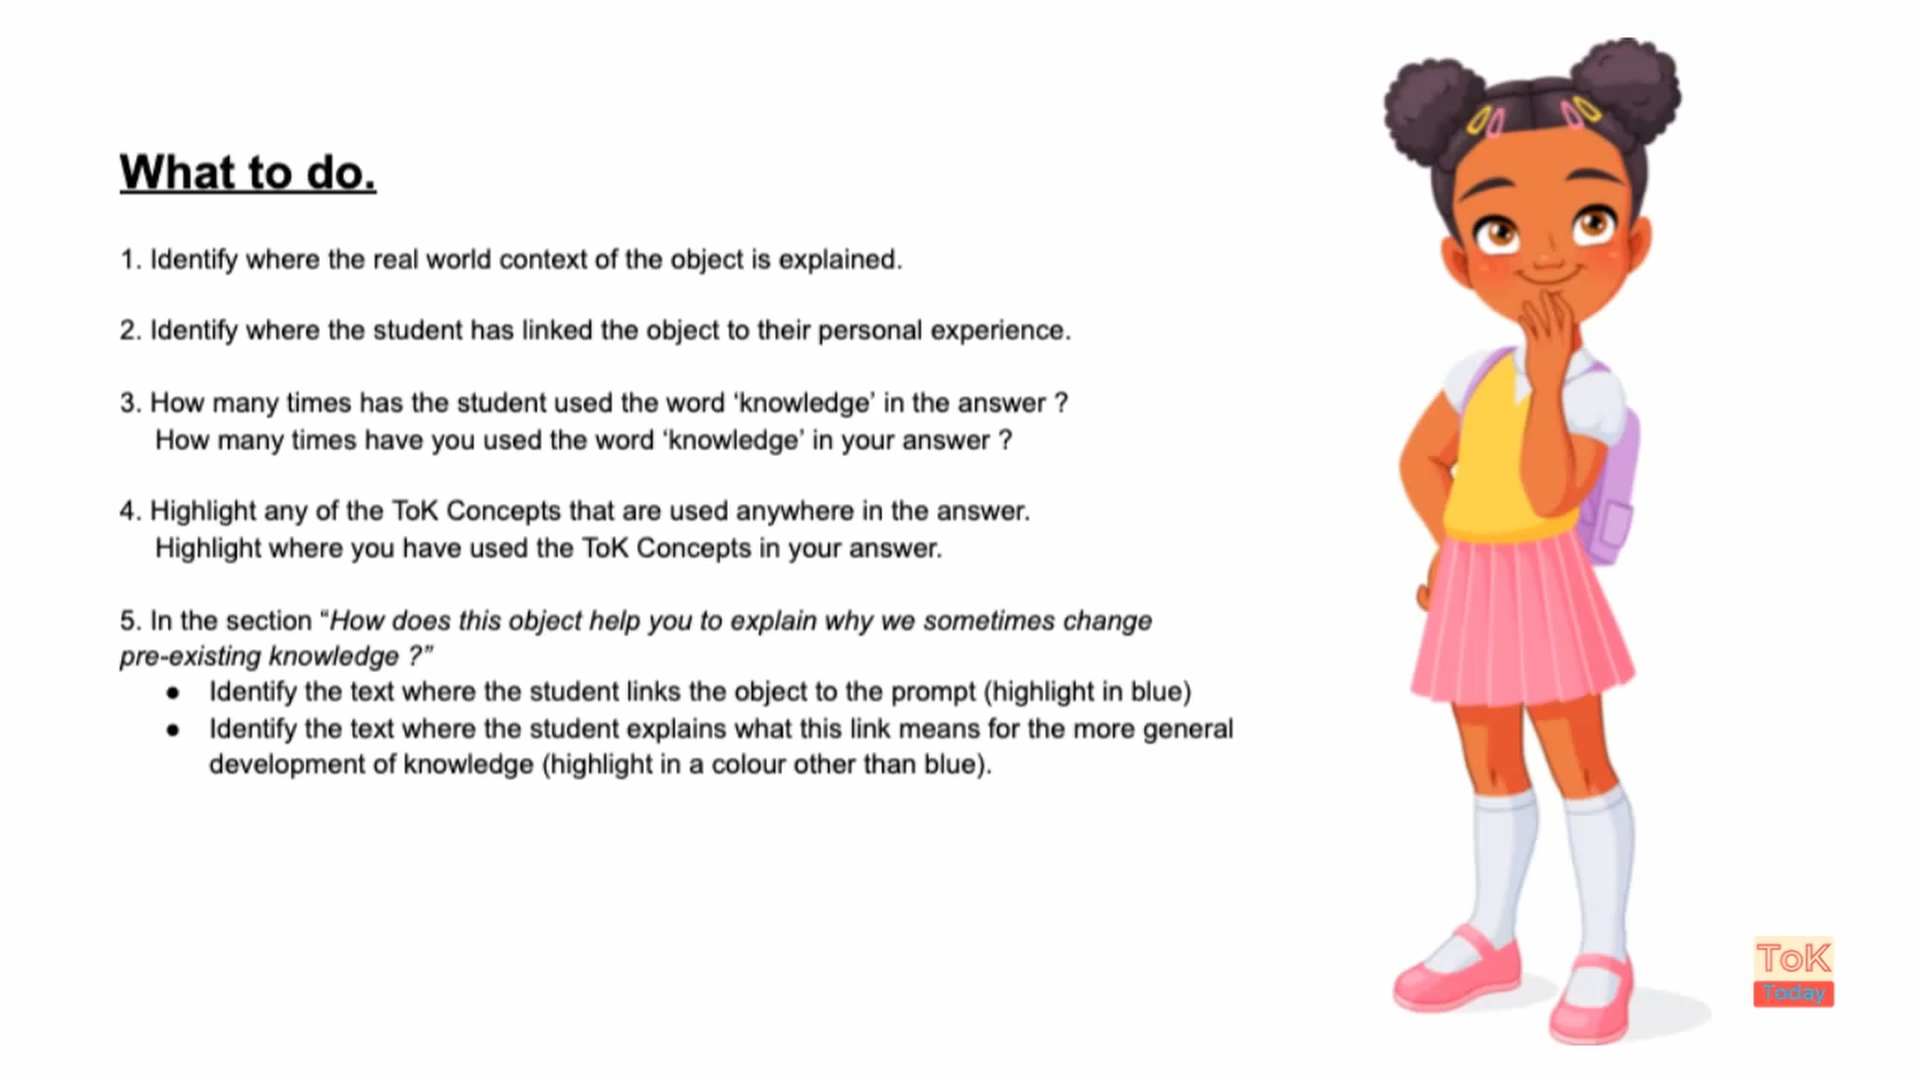 What to do.
1. Identify where the real world context of the object is explained.
2. Identify where the student has linked the object to their personal experience.
3. How many times has the student used the word ‘knowledge’ in the answer ?
How many times have you used the word ‘knowledge’ in your answer ?
4. Highlight any of the ToK Concepts that are used anywhere in the answer.
Highlight where you have used the ToK Concepts in your answer.
5. In the section “How does this object help you to explain why we sometimes change
pre-existing knowledge ?”
● Identify the text where the student links the object to the prompt (highlight in blue)
● Identify the text where the student explains what this link means for the more general
development of knowledge (highlight in a colour other than blue).
ToK
Today